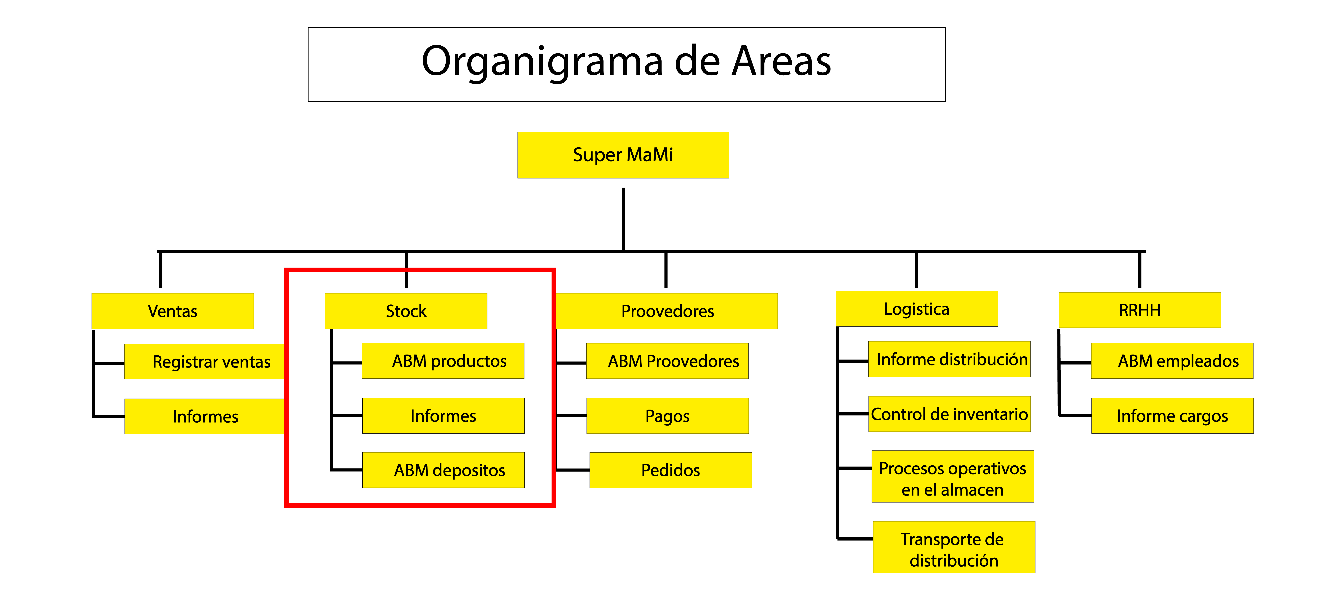 Organigrama de Areas
Super MaMi
Ventas
Registrar ventas
Informes
Stock
ABM productos
Informes
ABM depositos
Proovedores
ABM Proovedores
Pagos
Pedidos
Logistica
Informe distribución
Control de inventario
Procesos operativos
en el almacen
Transporte de
distribución
RRHH
ABM empleados
Informe cargos